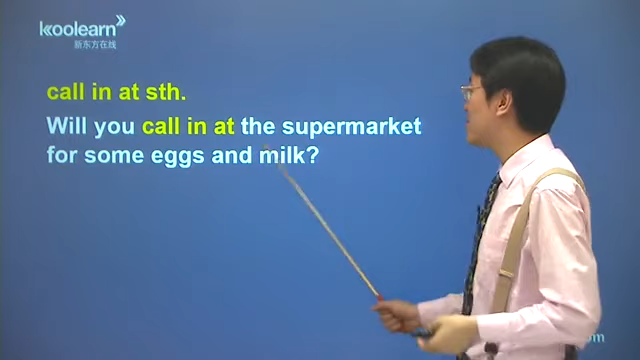 koolearn
新东方在线
call in at sth.
Will you call in at the supermarket
for some eggs and milk?
om